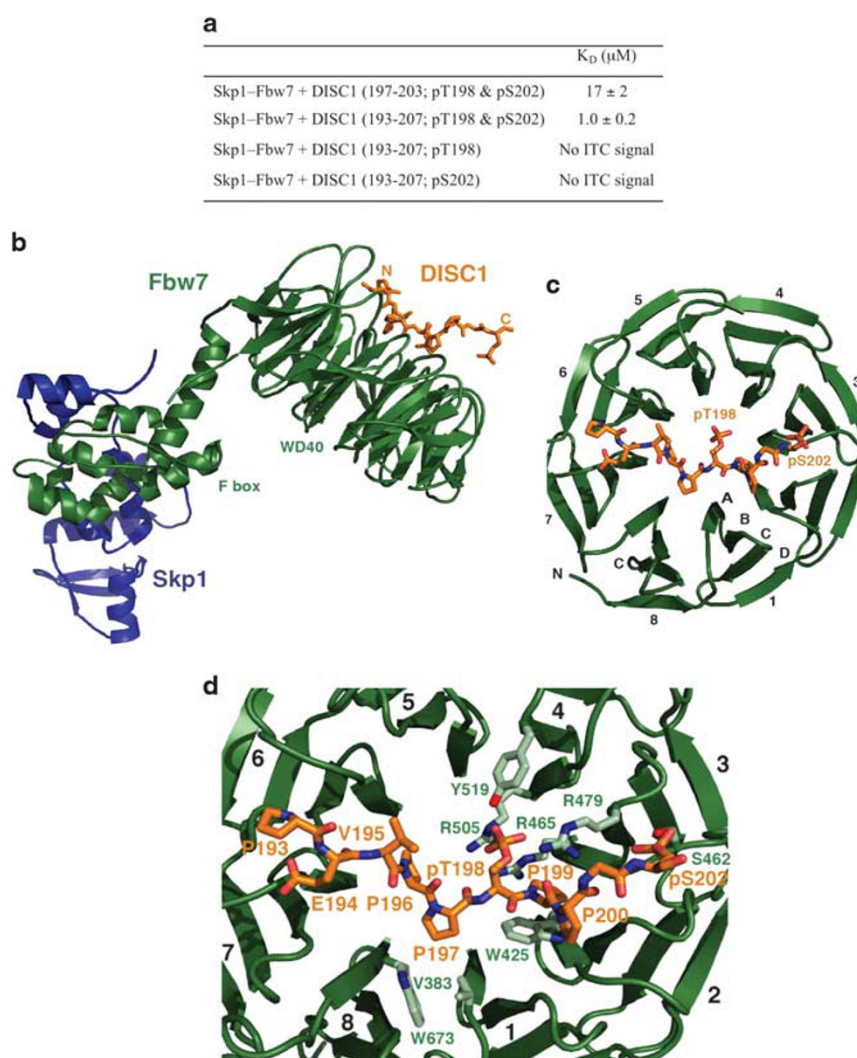 a
K_D (μM)
Skp1–Fbw7 + DISC1 (197-203; pT198 & pS202) 17 ± 2
Skp1–Fbw7 + DISC1 (193-207; pT198 & pS202) 1.0 ± 0.2
Skp1–Fbw7 + DISC1 (193-207; pT198) No ITC signal
Skp1–Fbw7 + DISC1 (193-207; pS202) No ITC signal
b
Fbw7
N
DISC1
C
WD40
F box
Skp1
c
5
4
6
3
pT198
pS202
A
B
7
C
D
C
N
1
8
d
5
4
6
3
Y519
R479
R505
R465
P193
V195
S462
pT198
P199
pS202
E194
P196
P200
P197
W425
7
V383
2
8
1
W673